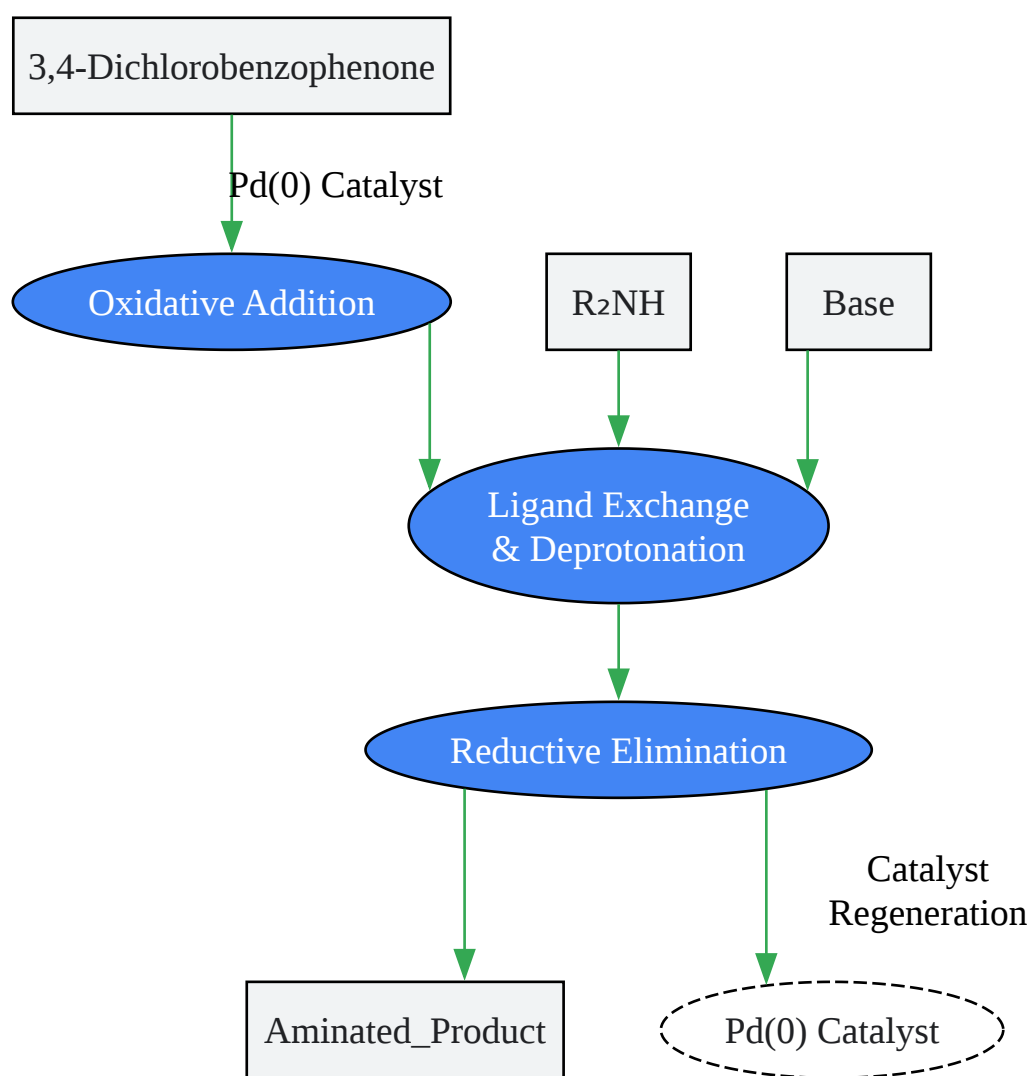 3,4-Dichlorobenzophenone
Pd(0) Catalyst
Oxidative Addition
R₂NH
Base
Ligand Exchange
& Deprotonation
Reductive Elimination
Catalyst
Regeneration
Aminated_Product
Pd(0) Catalyst